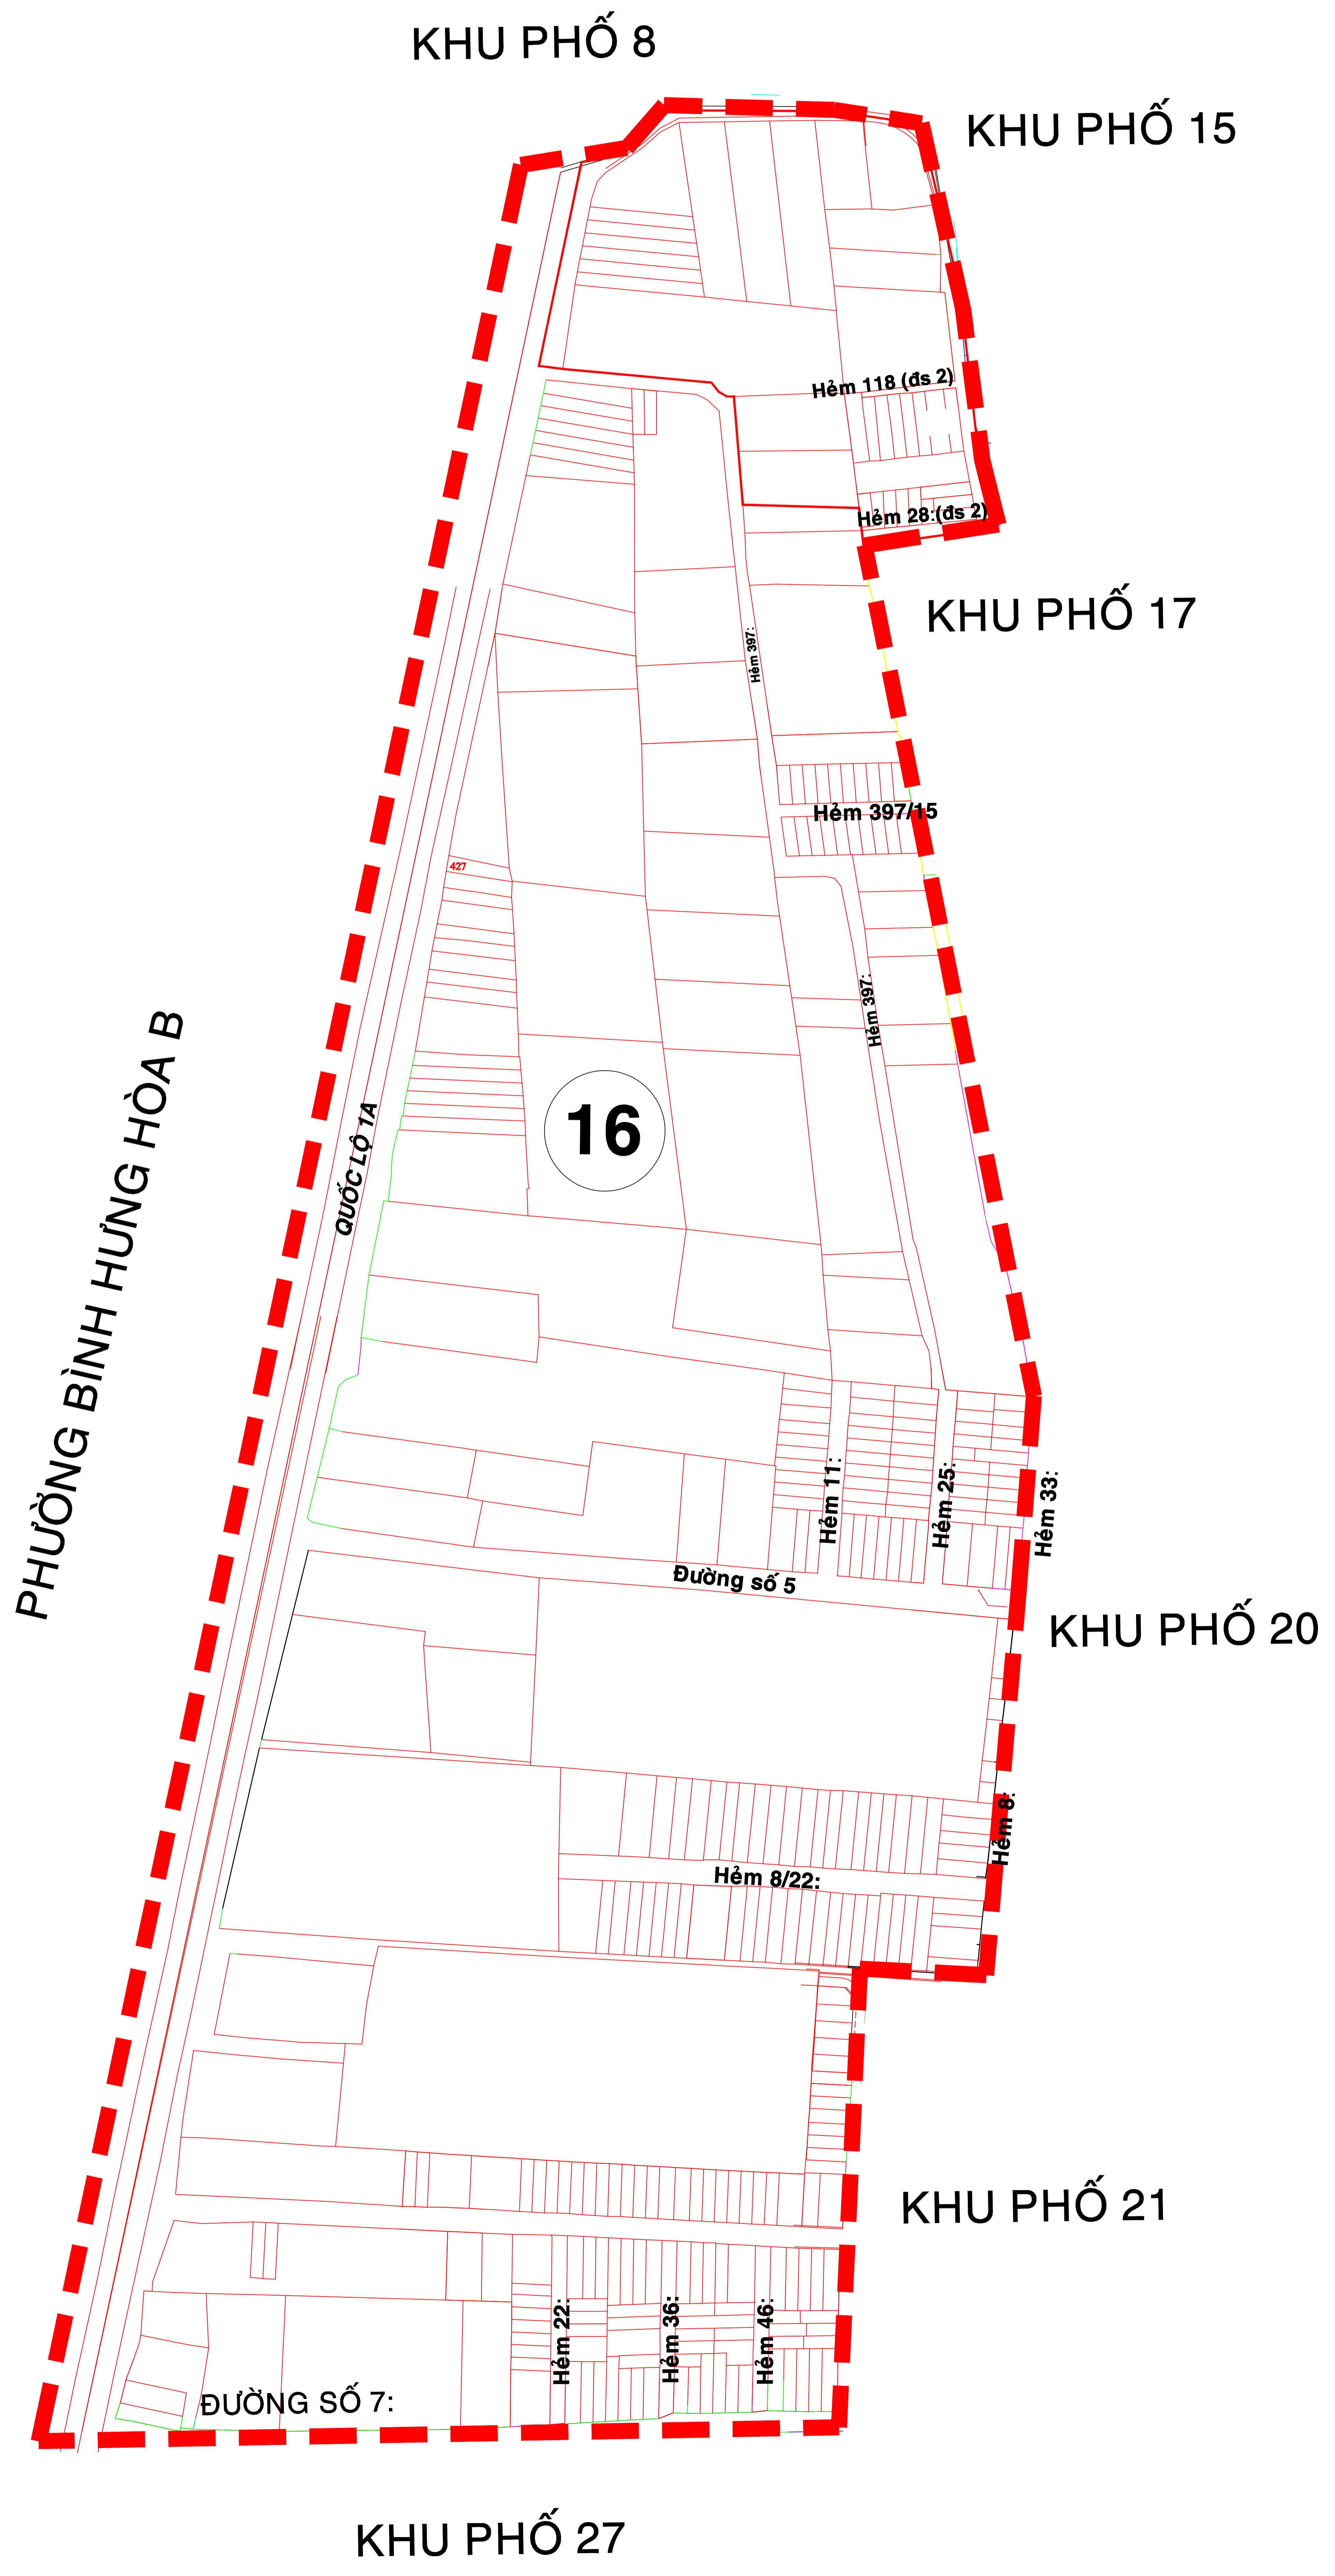 KHU PHỐ 8
KHU PHỐ 15
Hẻm 118 (đs 2)
Hẻm 28:(đs 2)
KHU PHỐ 17
Hẻm 397:
Hẻm 397/15
427
Hẻm 397:
PHƯỜNG BÌNH HƯNG HÒA B
QUỐC LỘ 1A
16
Hẻm 11:
Hẻm 25:
Hẻm 33:
Đường số 5
KHU PHỐ 20
Hẻm 8:
Hẻm 8/22:
KHU PHỐ 21
Hẻm 22:
Hẻm 36:
Hẻm 46:
ĐƯỜNG SỐ 7:
KHU PHỐ 27